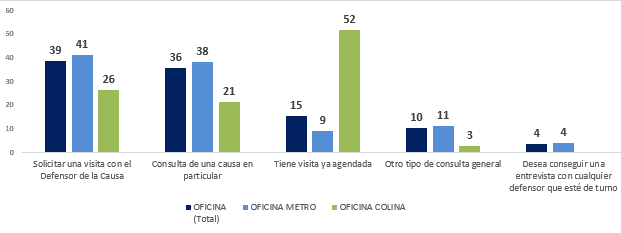 60
50
40
30
20
10
0
39 41 26
36 38 21
15 9 52
10 11 3
4 4
Solicitar una visita con el
Defensor de la Causa
Consulta de una causa en
particular
Tiene visita ya agendada
Otro tipo de consulta general
Desea conseguir una
entrevista con cualquier
defensor que esté de turno
OFICINA
(Total)
OFICINA METRO
OFICINA COLINA